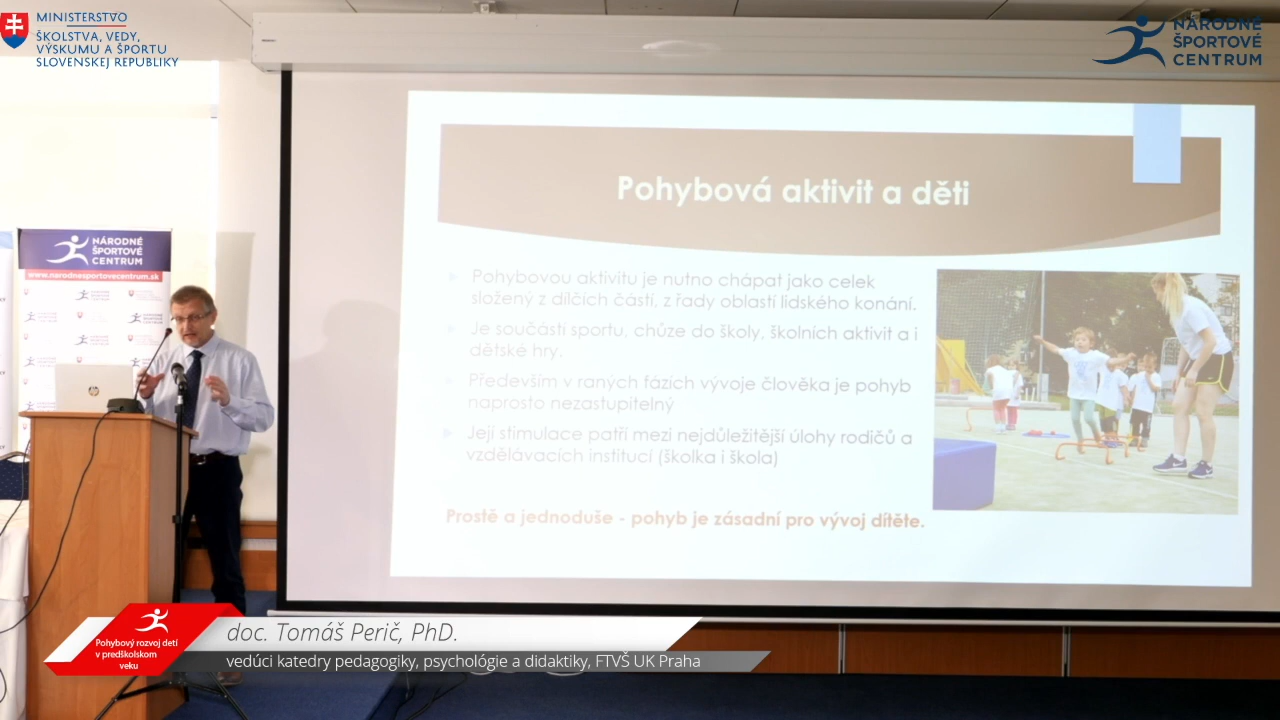 MINISTERSTVO
ŠKOLSTVA, VEDY,
VÝSKUMU A ŠPORTU
SLOVENSKEJ REPUBLIKY
NÁRODNÉ
ŠPORTOVÉ
CENTRUM
Pohybová aktivit a děti
Pohybovou aktivitu je nutno chápat jako celek
složený z dílčích částí, z řady oblastí lidského konání.
Je součástí sportu, chůze do školy, školních aktivit a i
dětské hry.
Především v raných fázích vývoje člověka je pohyb
naprosto nezastupitelný
Její stimulace patří mezi nejdůležitější úlohy rodičů a
vzdělávacích institucí (školka i škola)
Prostě a jednoduše - pohyb je zásadní pro vývoj dítěte.
NÁRODNÉ
ŠPORTOVÉ
CENTRUM
www.narodnesportovecentrum.sk
Pohybový rozvoj detí
v predškolskom
veku
doc. Tomáš Perič, PhD.
vedúci katedry pedagogiky, psychológie a didaktiky, FTVŠ UK Praha